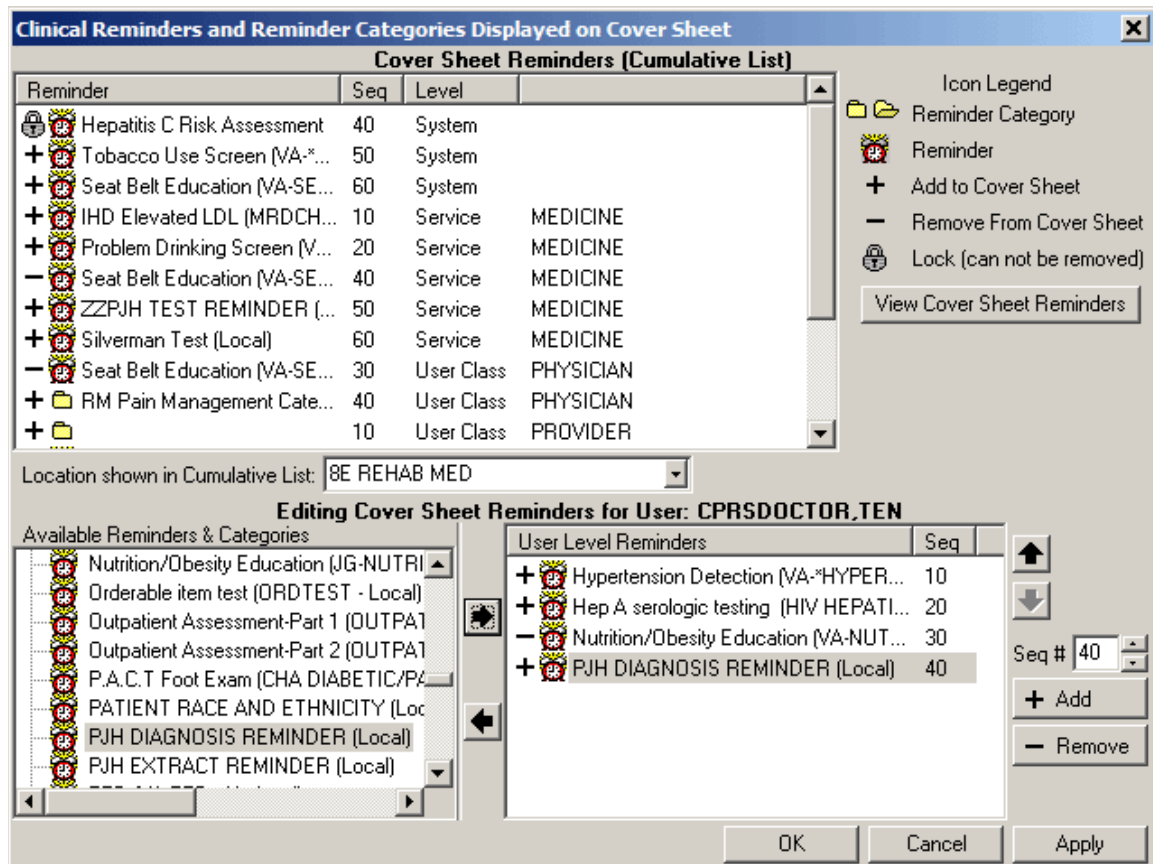 Clinical Reminders and Reminder Categories Displayed on Cover Sheet
Cover Sheet Reminders (Cumulative List)
Reminder Seq Level
Hepatitis C Risk Assessment 40 System
Tobacco Use Screen (VA-*... 50 System
Seat Belt Education (VA-SE... 60 System
IHD Elevated LDL (MRDCH... 10 Service MEDICINE
Problem Drinking Screen (V... 20 Service MEDICINE
Seat Belt Education (VA-SE... 40 Service MEDICINE
ZZPJH TEST REMINDER (... 50 Service MEDICINE
Silverman Test (Local) 60 Service MEDICINE
Seat Belt Education (VA-SE... 30 User Class PHYSICIAN
RM Pain Management Cate... 40 User Class PHYSICIAN
10 User Class PROVIDER
Icon Legend
Reminder Category
Reminder
+ Add to Cover Sheet
− Remove From Cover Sheet
Lock (can not be removed)
View Cover Sheet Reminders
Location shown in Cumulative List: 8E REHAB MED
Editing Cover Sheet Reminders for User: CPRSDOCTOR,TEN
Available Reminders & Categories
Nutrition/Obesity Education (JG-NUTRI
Orderable item test (ORDTEST - Local)
Outpatient Assessment-Part 1 (OUTPAT
Outpatient Assessment-Part 2 (OUTPAT
P.A.C.T Foot Exam (CHA DIABETIC/PA
PATIENT RACE AND ETHNICITY (Loc
PJH DIAGNOSIS REMINDER (Local)
PJH EXTRACT REMINDER (Local)
User Level Reminders Seq
+ Hypertension Detection (VA-*HYPER... 10
+ Hep A serologic testing (HIV HEPATI... 20
− Nutrition/Obesity Education (VA-NUT... 30
+ PJH DIAGNOSIS REMINDER (Local) 40
Seq # 40
+ Add
− Remove
OK Cancel Apply